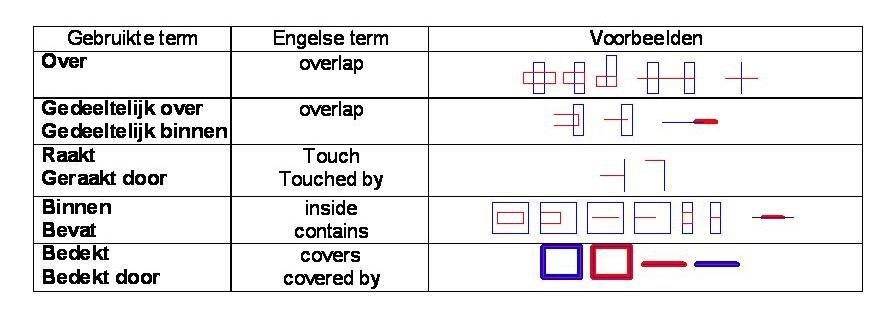 Gebruikte term Engelse term Voorbeelden
Over overlap
Gedeeltelijk over overlap
Gedeeltelijk binnen
Raakt Touch
Geraakt door Touched by
Binnen inside
Bevat contains
Bedekt covers
Bedekt door covered by